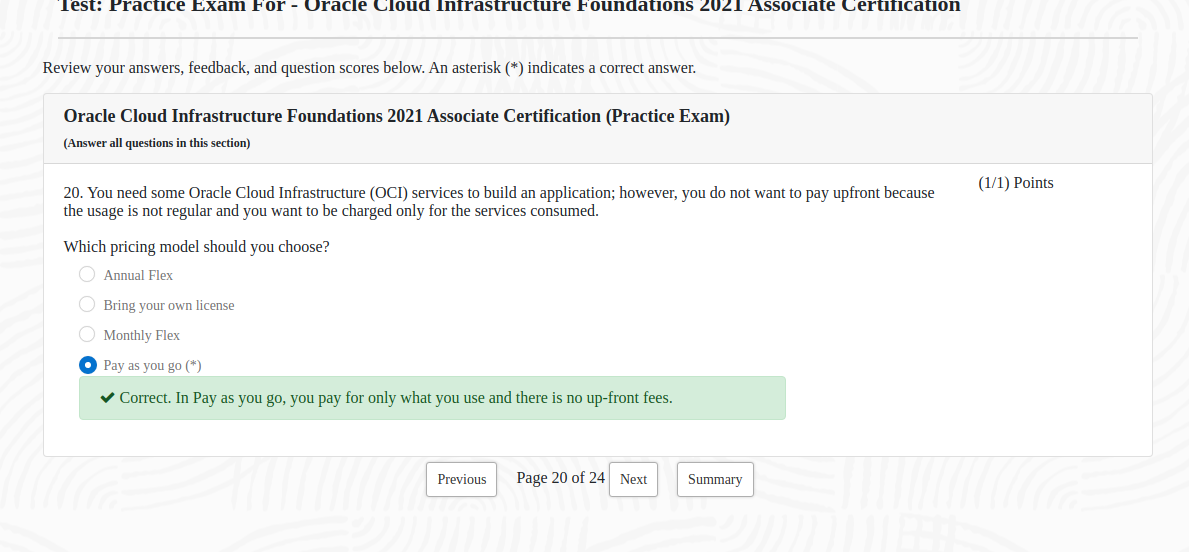 Test: Practice Exam For - Oracle Cloud Infrastructure Foundations 2021 Associate Certification
Review your answers, feedback, and question scores below. An asterisk (*) indicates a correct answer.
Oracle Cloud Infrastructure Foundations 2021 Associate Certification (Practice Exam)
(Answer all questions in this section)
20. You need some Oracle Cloud Infrastructure (OCI) services to build an application; however, you do not want to pay upfront because
the usage is not regular and you want to be charged only for the services consumed.
(1/1) Points
Which pricing model should you choose?
Annual Flex
Bring your own license
Monthly Flex
Pay as you go (*)
Correct. In Pay as you go, you pay for only what you use and there is no up-front fees.
Previous Page 20 of 24 Next Summary